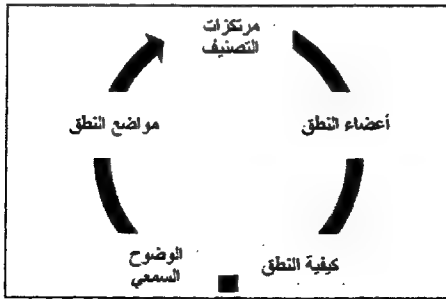 مرتكزات
التصنيف
أعضاء النطق
مواضع النطق
كيفية النطق
الوضوح
السمعي